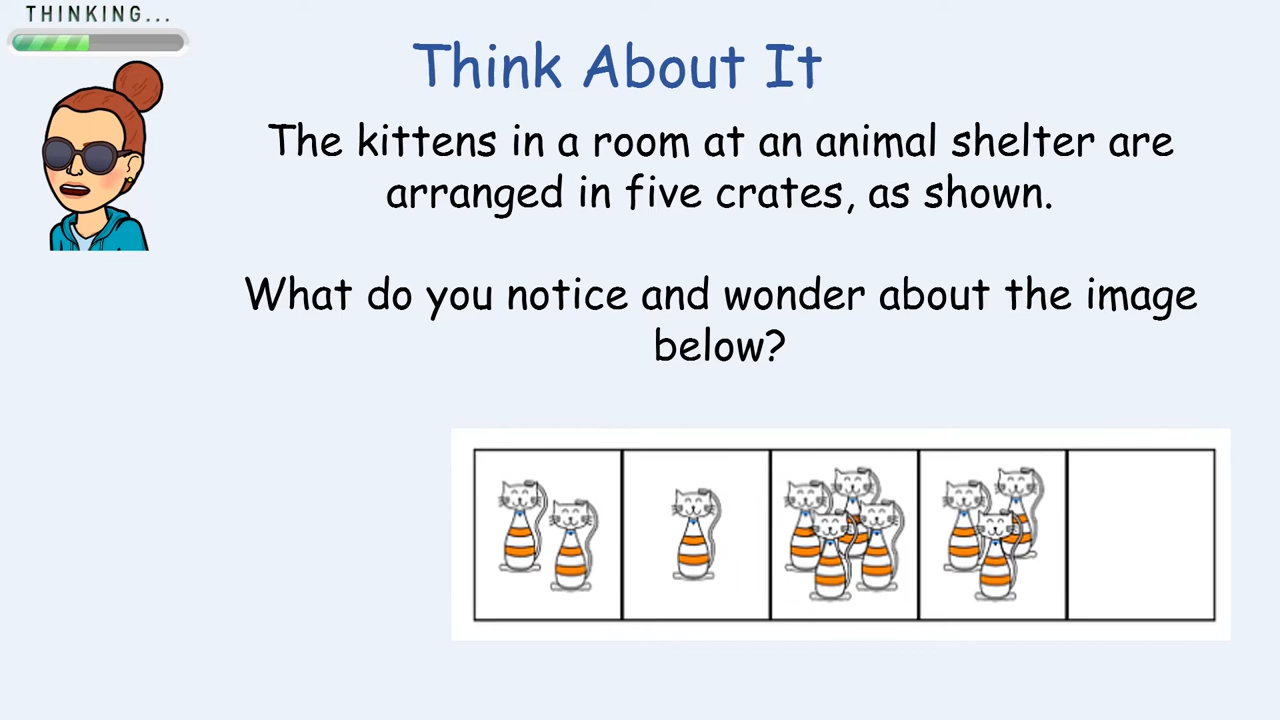 THINKING...
Think About It
The kittens in a room at an animal shelter are
arranged in five crates, as shown.
What do you notice and wonder about the image
below?